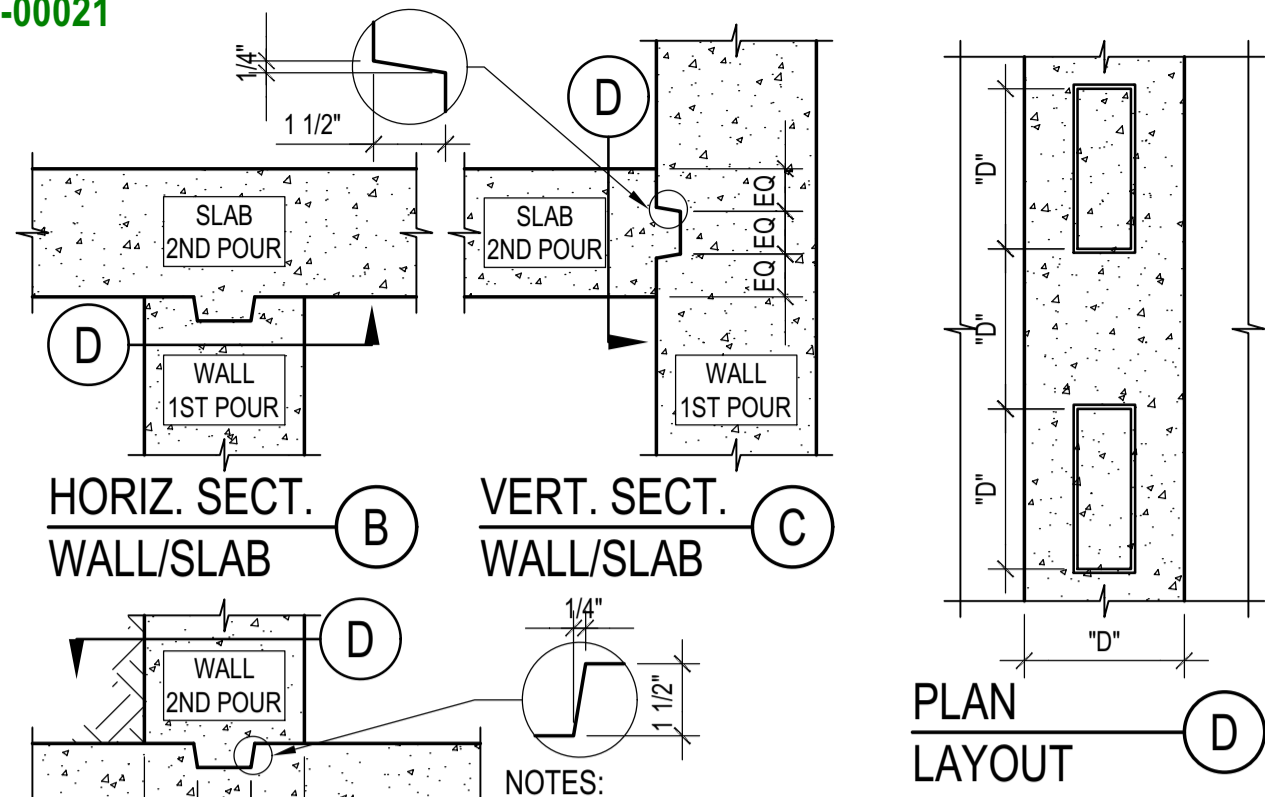 -00021
1/4"
1 1/2"
D
SLAB
2ND POUR
SLAB
2ND POUR
EQ
EQ
EQ
D
WALL
1ST POUR
WALL
1ST POUR
HORIZ. SECT.
WALL/SLAB
B
VERT. SECT.
WALL/SLAB
C
"D"
"D"
"D"
"D"
PLAN
LAYOUT
D
D
WALL
2ND POUR
1/4"
1 1/2"
NOTES: